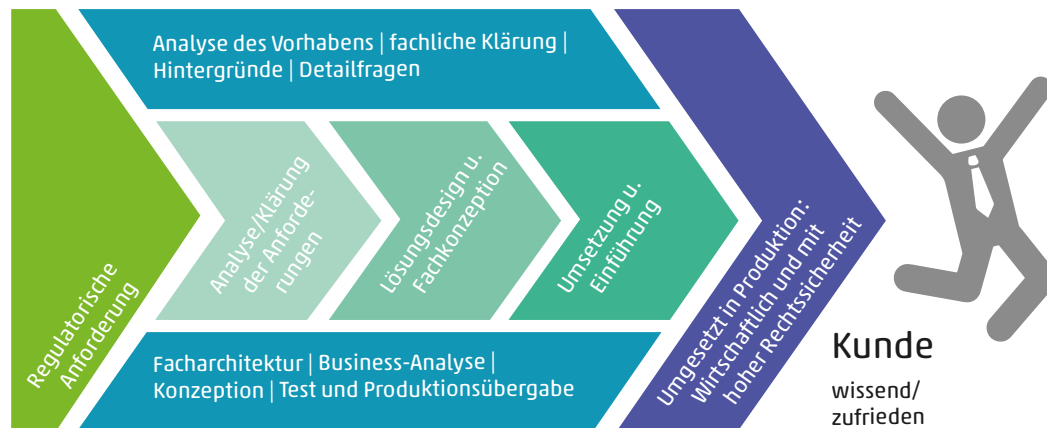 Regulatorische
Anforderung
Analyse des Vorhabens | fachliche Klärung |
Hintergründe | Detailfragen
Analyse/Klärung
der Anforde-
rungen
Lösungsdesign u.
Fachkonzeption
Umsetzung u.
Einführung
Facharchitektur | Business-Analyse |
Konzeption | Test und Produktionsübergabe
Umgesetzt in Produktion:
Wirtschaftlich und mit
hoher Rechtssicherheit
Kunde
wissend/
zufrieden